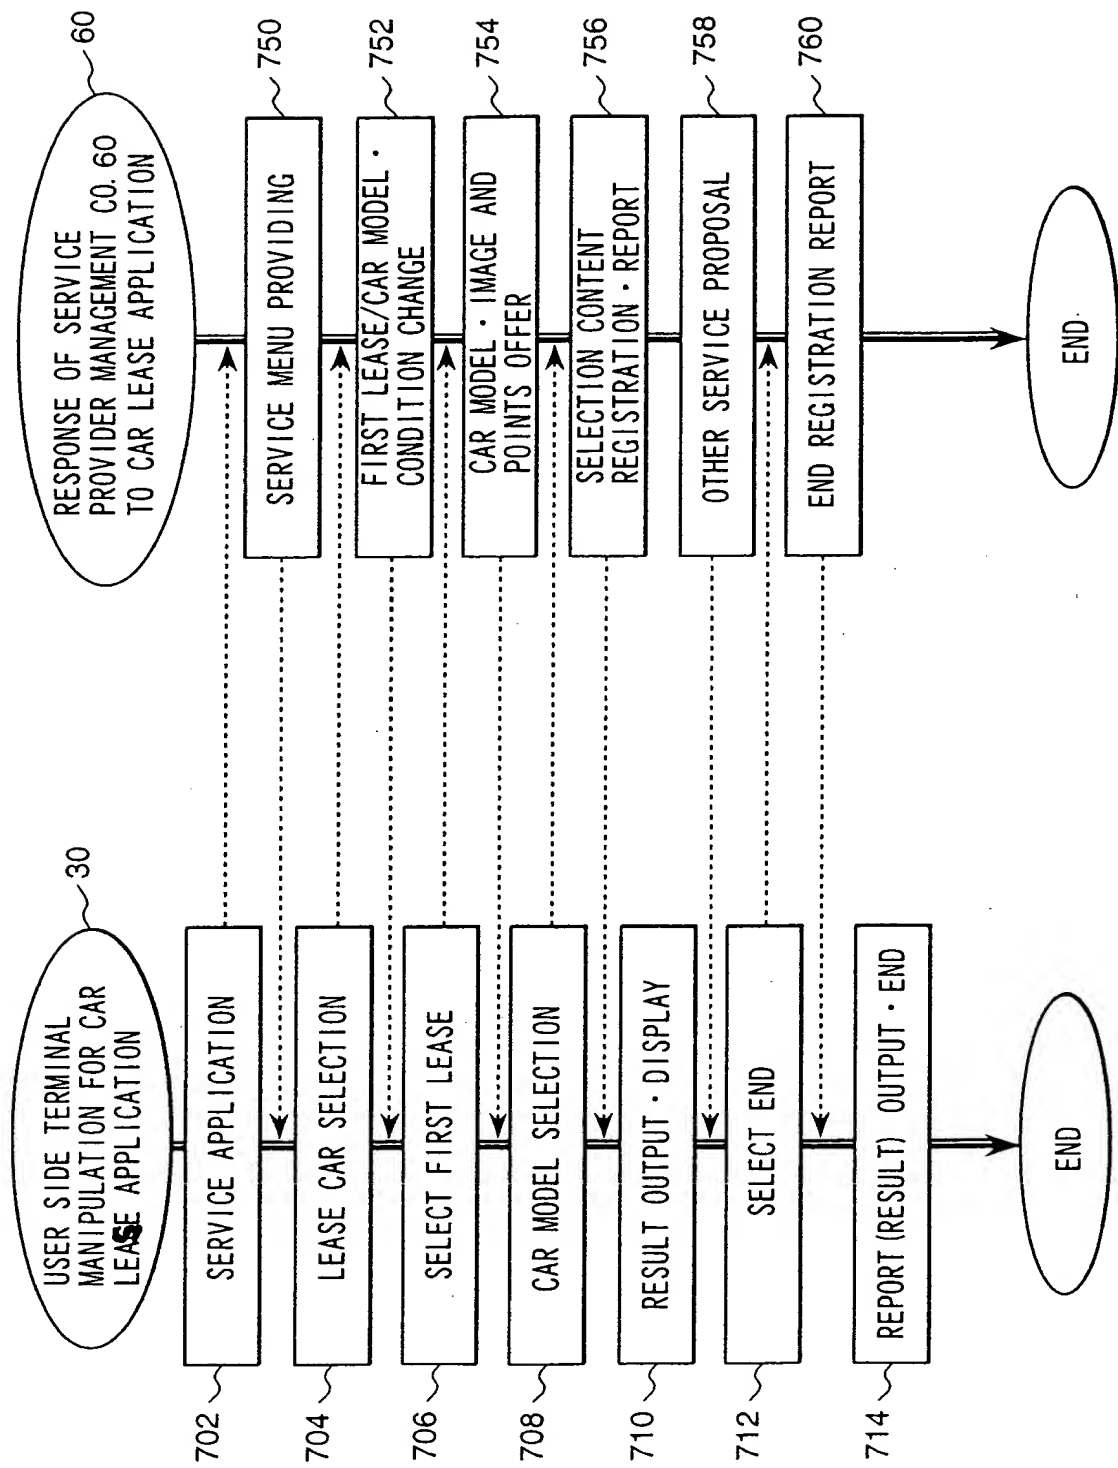 USER SIDE TERMINAL
MANIPULATION FOR CAR
LEASE APPLICATION
30
702
SERVICE APPLICATION
704
LEASE CAR SELECTION
706
SELECT FIRST LEASE
708
CAR MODEL SELECTION
710
RESULT OUTPUT・DISPLAY
712
SELECT END
714
REPORT (RESULT) OUTPUT・END
END
RESPONSE OF SERVICE
PROVIDER MANAGEMENT CO. 60
TO CAR LEASE APPLICATION
60
SERVICE MENU PROVIDING
750
FIRST LEASE/CAR MODEL・
CONDITION CHANGE
752
CAR MODEL・IMAGE AND
POINTS OFFER
754
SELECTION CONTENT
REGISTRATION・REPORT
756
OTHER SERVICE PROPOSAL
758
END REGISTRATION REPORT
760
END